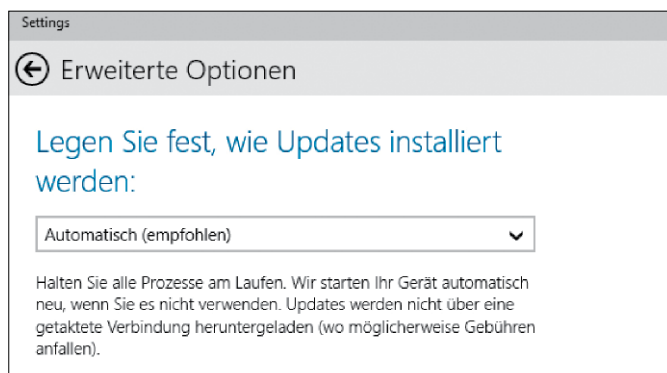 Settings
Erweiterte Optionen
Legen Sie fest, wie Updates installiert
werden:
Automatisch (empfohlen)
Halten Sie alle Prozesse am Laufen. Wir starten Ihr Gerät automatisch
neu, wenn Sie es nicht verwenden. Updates werden nicht über eine
getaktete Verbindung heruntergeladen (wo möglicherweise Gebühren
anfallen).